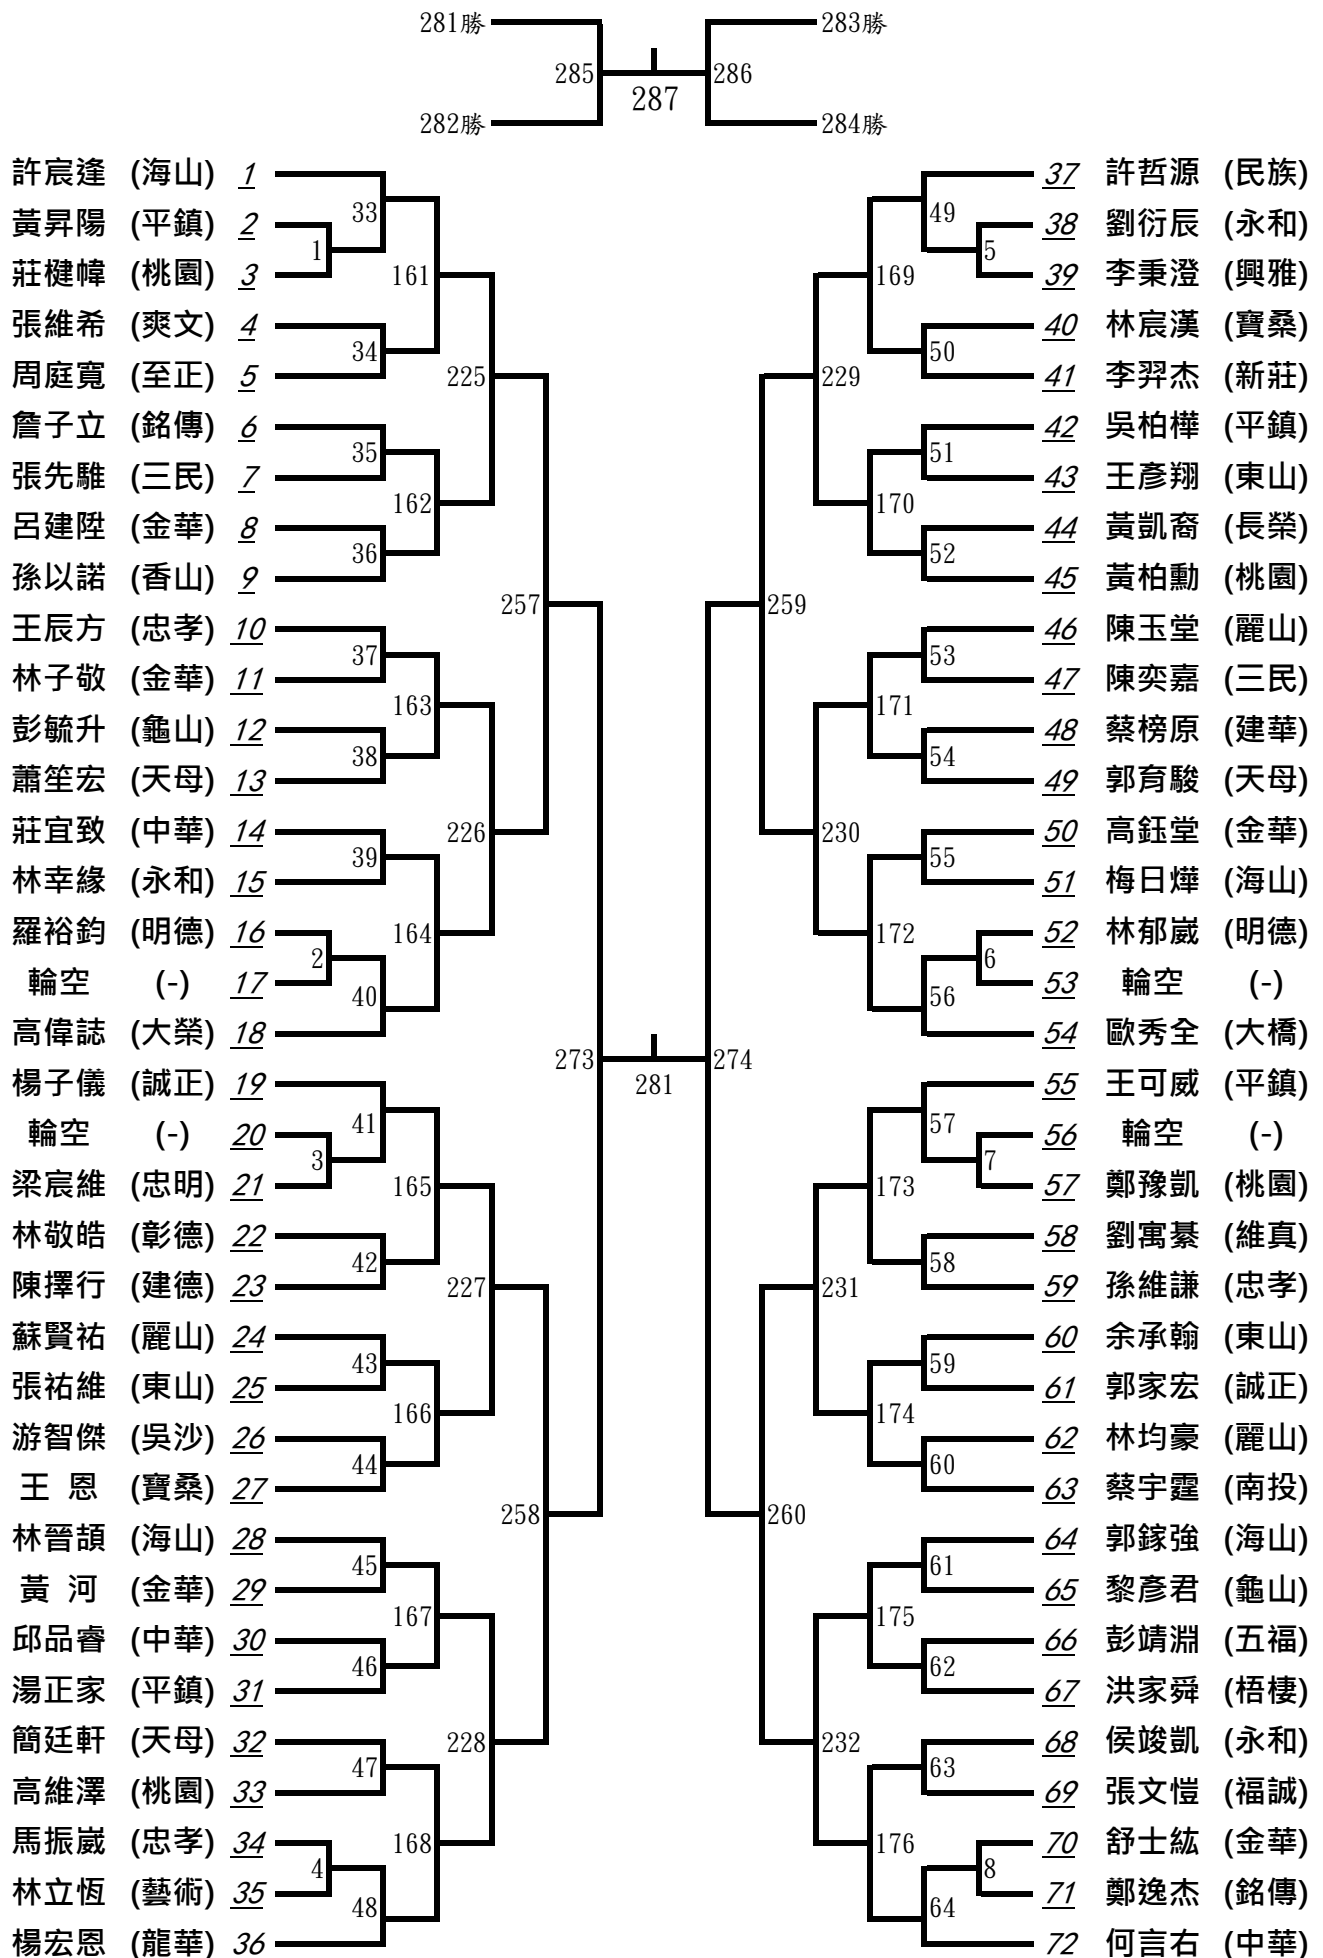 281勝 283勝
285 286
287
282勝 284勝
許宸逢 (海山) 1 37 許哲源 (民族)
33 49
黃昇陽 (平鎮) 2 38 劉衍辰 (永和)
1 5
莊楗幃 (桃園) 3 161 169 39 李秉澄 (興雅)
張維希 (爽文) 4 40 林宸漢 (寶桑)
34 50
周庭寬 (至正) 5 225 229 41 李羿杰 (新莊)
詹子立 (銘傳) 6 42 吳柏樺 (平鎮)
35 51
張先騅 (三民) 7 43 王彥翔 (東山)
162 170
呂建陞 (金華) 8 44 黃凱裔 (長榮)
36 52
孫以諾 (香山) 9 45 黃柏勳 (桃園)
257 259
王辰方 (忠孝) 10 46 陳玉堂 (麗山)
37 53
林子敬 (金華) 11 47 陳奕嘉 (三民)
163 171
彭毓升 (龜山) 12 48 蔡榜原 (建華)
38 54
蕭笙宏 (天母) 13 49 郭育駿 (天母)
莊宜致 (中華) 14 226 230 50 高鈺堂 (金華)
39 55
林幸緣 (永和) 15 51 梅日燁 (海山)
羅裕鈞 (明德) 16 164 172 52 林郁崴 (明德)
2 6
輪空 (-) 17 53 輪空 (-)
40 56
高偉誌 (大榮) 18 54 歐秀全 (大橋)
273 274
281
楊子儀 (誠正) 19 55 王可威 (平鎮)
41 57
輪空 (-) 20 56 輪空 (-)
3 7
梁宸維 (忠明) 21 165 173 57 鄭豫凱 (桃園)
林敬皓 (彰德) 22 58 劉寓綦 (維真)
42 58
陳擇行 (建德) 23 227 231 59 孫維謙 (忠孝)
蘇賢祐 (麗山) 24 60 余承翰 (東山)
43 59
張祐維 (東山) 25 61 郭家宏 (誠正)
166 174
游智傑 (吳沙) 26 62 林均豪 (麗山)
44 60
王 恩 (寶桑) 27 63 蔡宇霆 (南投)
258 260
林晉頡 (海山) 28 64 郭鎵強 (海山)
45 61
黃 河 (金華) 29 65 黎彥君 (龜山)
167 175
邱品睿 (中華) 30 66 彭靖淵 (五福)
46 62
湯正家 (平鎮) 31 67 洪家舜 (梧棲)
簡廷軒 (天母) 32 228 232 68 侯竣凱 (永和)
47 63
高維澤 (桃園) 33 69 張文愷 (福誠)
馬振崴 (忠孝) 34 168 176 70 舒士紘 (金華)
4 8
林立恆 (藝術) 35 71 鄭逸杰 (銘傳)
48 64
楊宏恩 (龍華) 36 72 何言右 (中華)